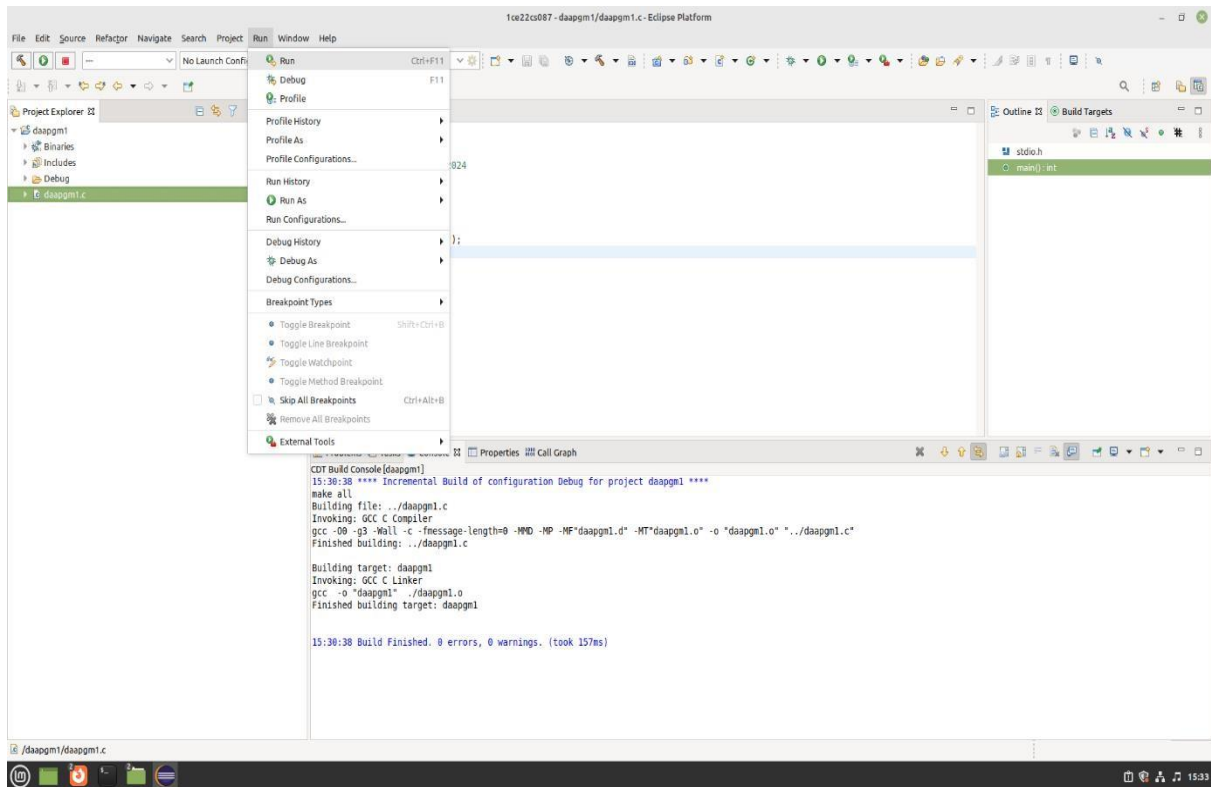 1ce22cs087 - daapgm1/daapgm1.c - Eclipse Platform
File Edit Source Refactor Navigate Search Project Run Window Help
No Launch Confi
Run Ctrl+F11
Debug F11
Profile
Profile History
Profile As
Profile Configurations...
Run History
Run As
Run Configurations...
Debug History
Debug As
Debug Configurations...
Breakpoint Types
Toggle Breakpoint Shift+Ctrl+B
Toggle Line Breakpoint
Toggle Watchpoint
Toggle Method Breakpoint
Skip All Breakpoints Ctrl+Alt+B
Remove All Breakpoints
External Tools
Project Explorer
daapgm1
Binaries
Includes
Debug
daapgm1.c
);
Outline Build Targets
stdio.h
main() : int
Properties Call Graph
CDT Build Console [daapgm1]
15:30:38 **** Incremental Build of configuration Debug for project daapgm1 ****
make all
Building file: ../daapgm1.c
Invoking: GCC C Compiler
gcc -O0 -g3 -Wall -c -fmessage-length=0 -MMD -MP -MF"daapgm1.d" -MT"daapgm1.o" -o "daapgm1.o" "../daapgm1.c"
Finished building: ../daapgm1.c
Building target: daapgm1
Invoking: GCC C Linker
gcc -o "daapgm1" ./daapgm1.o
Finished building target: daapgm1
15:30:38 Build Finished. 0 errors, 0 warnings. (took 157ms)
/daapgm1/daapgm1.c
15:33